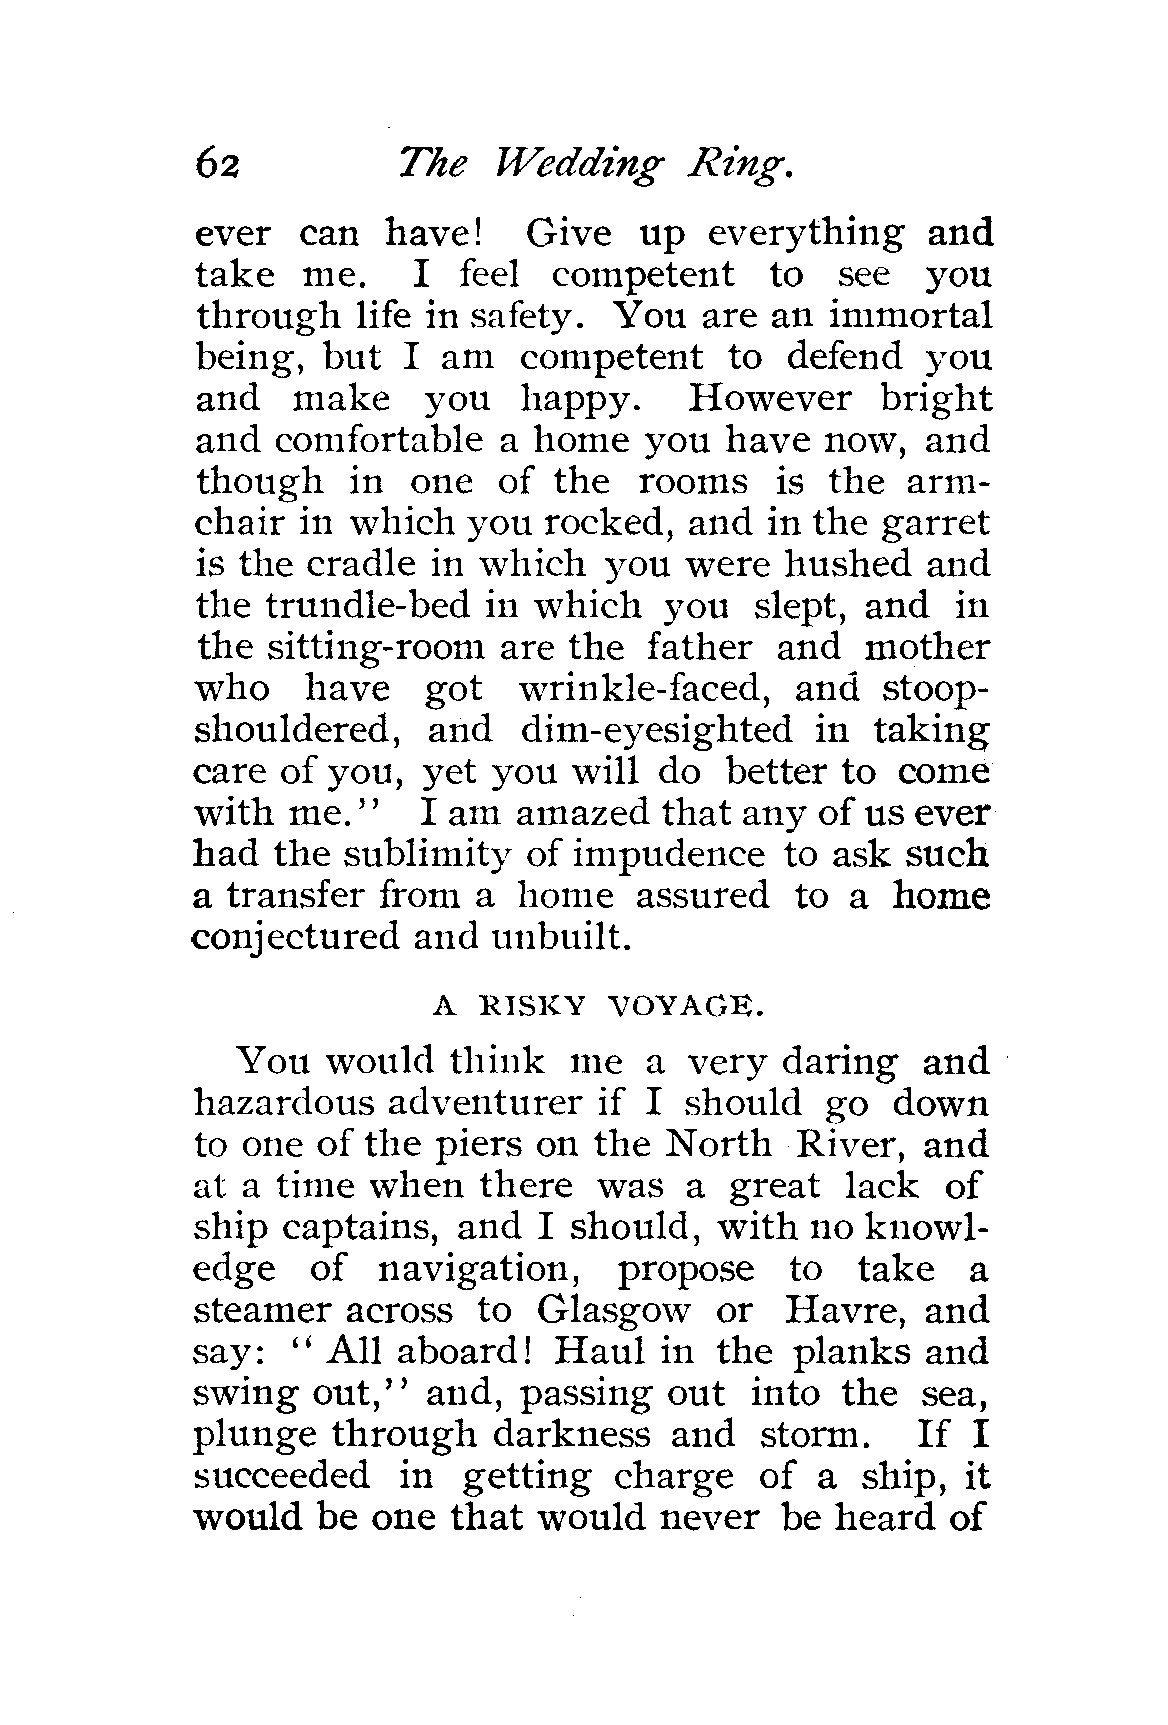 62 The Wedding Ring.
ever can have! Give up everything and
take me. I feel competent to see you
through life in safety. You are an immortal
being, but I am competent to defend you
and make you happy. However bright
and comfortable a home you have now, and
though in one of the rooms is the arm-
chair in which you rocked, and in the garret
is the cradle in which you were hushed and
the trundle-bed in which you slept, and in
the sitting-room are the father and mother
who have got wrinkle-faced, and stoop-
shouldered, and dim-eyesighted in taking
care of you, yet you will do better to come
with me.'' I am amazed that any of us ever
had the sublimity of impudence to ask such
a transfer from a home assured to a home
conjectured and unbuilt.
A RISKY VOYAGE.
You would think me a very daring and
hazardous adventurer if I should go down
to one of the piers on the North River, and
at a time when there was a great lack of
ship captains, and I should, with no knowl-
edge of navigation, propose to take a
steamer across to Glasgow or Havre, and
say: ‘‘ All aboard! Haul in the planks and
swing out,'' and, passing out into the sea,
plunge through darkness and storm. If I
succeeded in getting charge of a ship, it
would be one that would never be heard of